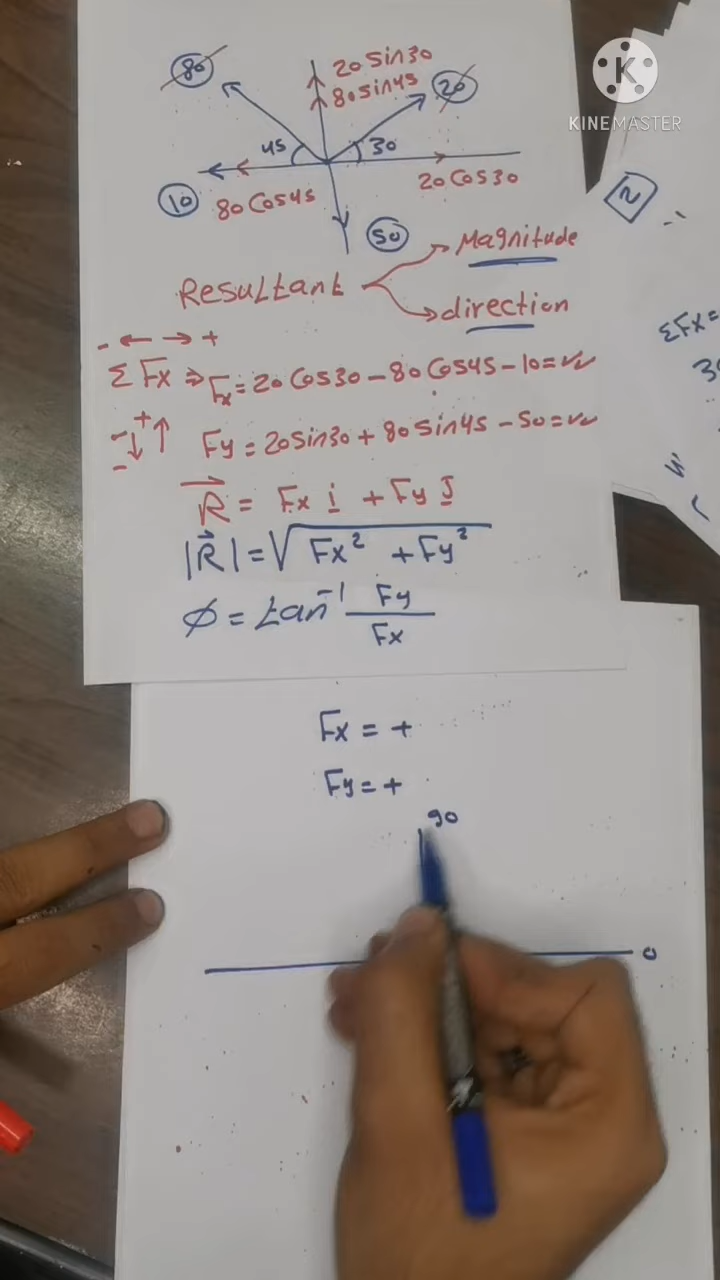 K
KINEMASTER
80
20 Sin30
80 sin45
20
45
30
10
80 Cos45
20 Cos30
50
2
Resultant
Magnitude
direction
- ← → +
Σ Fx ⇒ Fx = 20 Cos30 - 80 Cos45 - 10 =
ΣFx =
- ↓ + ↑
Fy = 20 sin30 + 80 sin45 - 50 =
R = Fx i + Fy J
|R| = √ Fx² + Fy²
Ø = tan⁻¹ Fy
Fx
Fx = +
Fy = +
90
0